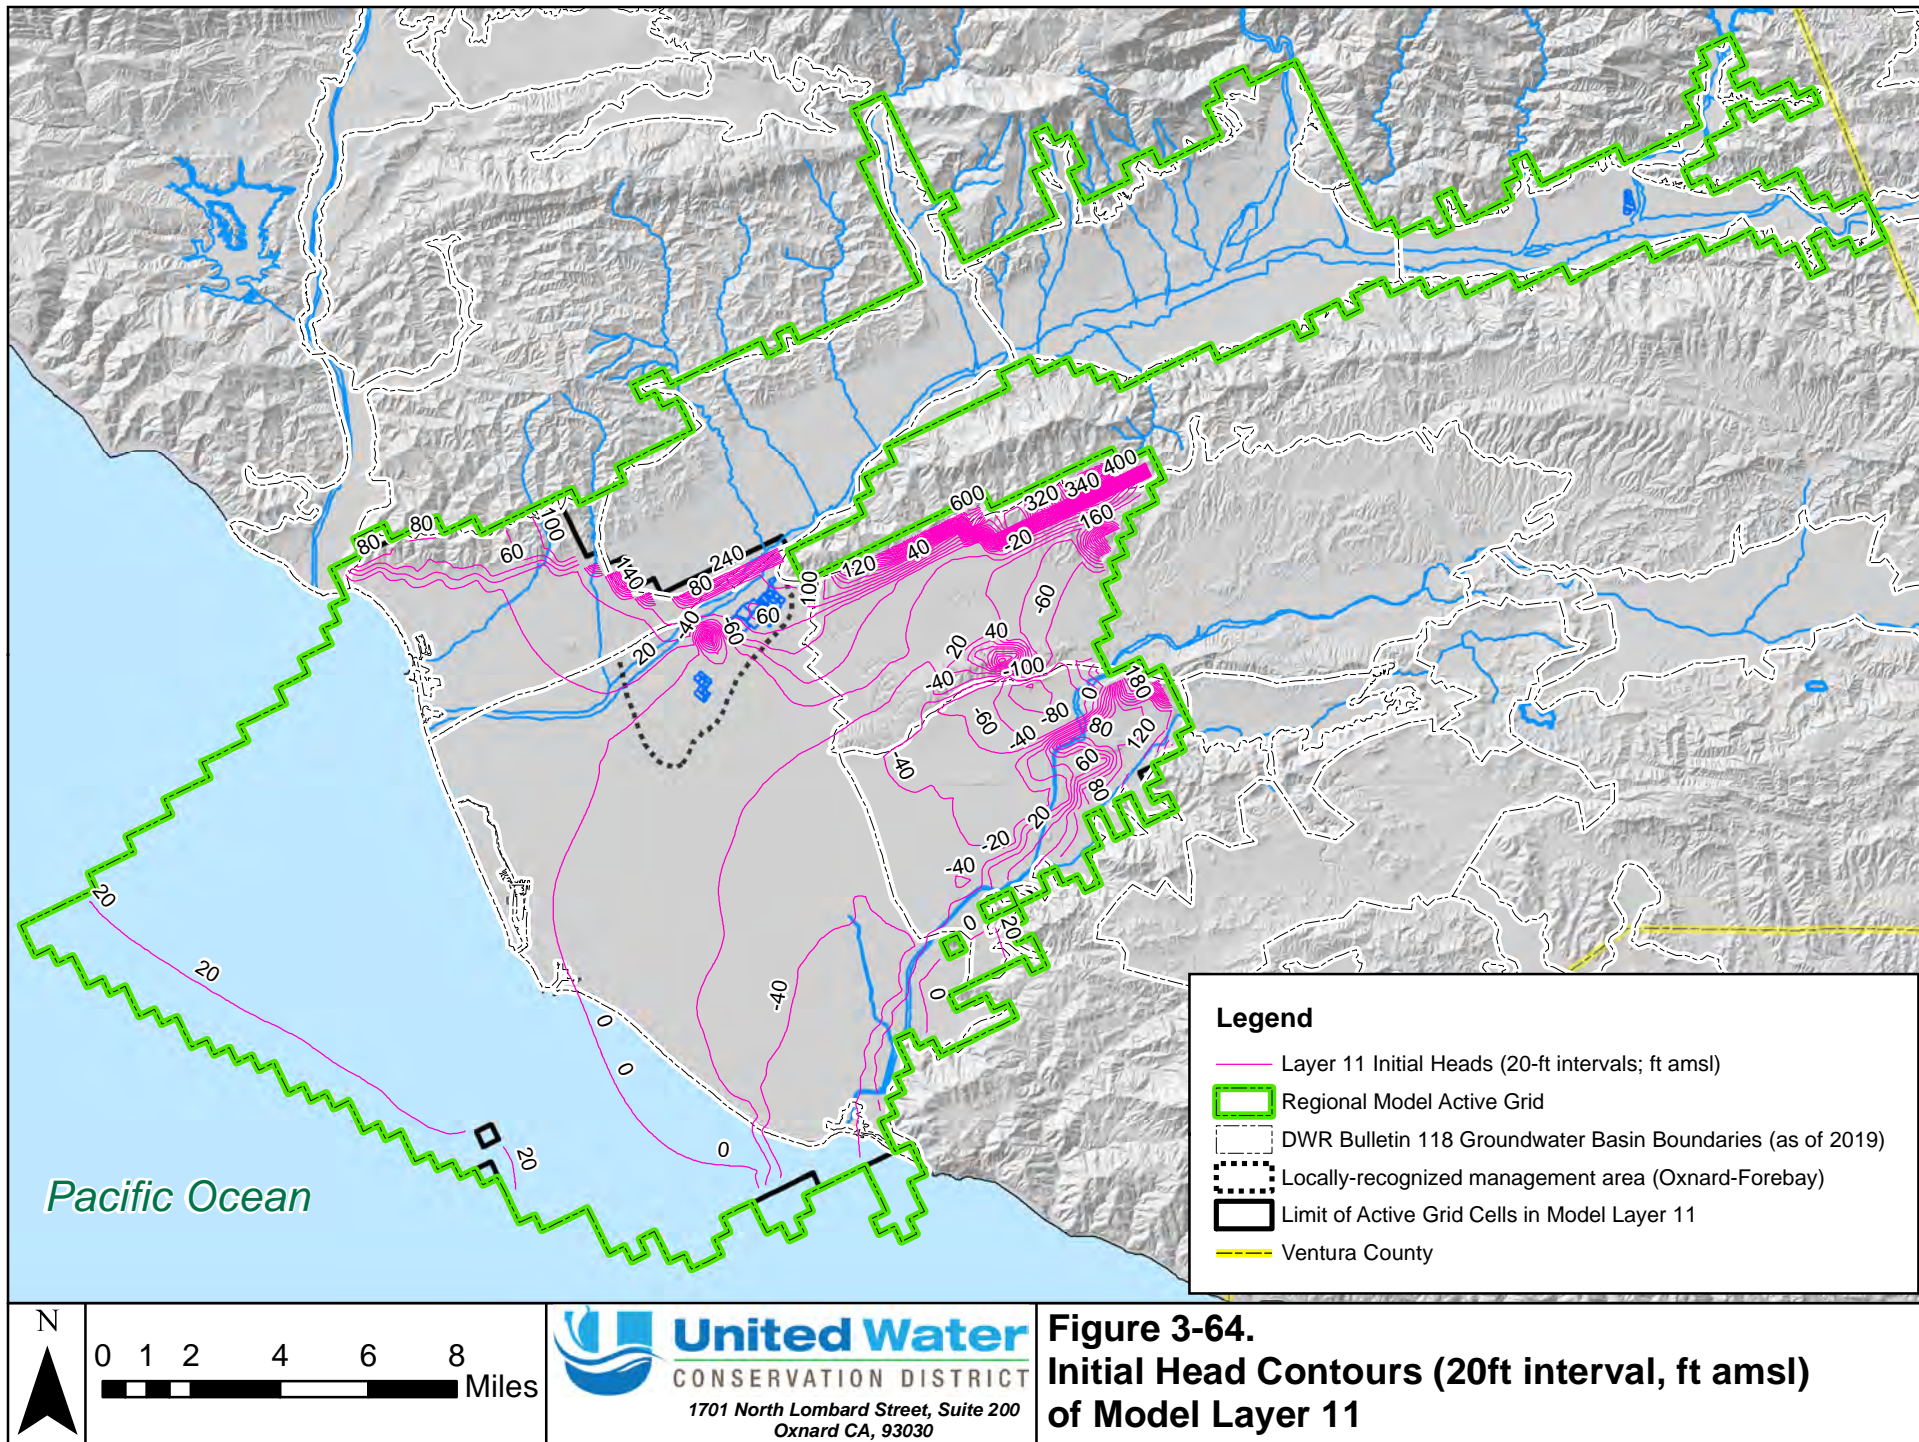 80
80
100
60
140
240
80
100
60
-40
-60
20
120
40
600
320
340
400
-20
160
-60
40
20
-100
-40
-60
-80
-40
0
180
80
120
60
80
-40
20
-20
-40
0
20
0
-40
0
0
0
20
20
20
Pacific Ocean
Legend
Layer 11 Initial Heads (20-ft intervals; ft amsl)
Regional Model Active Grid
DWR Bulletin 118 Groundwater Basin Boundaries (as of 2019)
Locally-recognized management area (Oxnard-Forebay)
Limit of Active Grid Cells in Model Layer 11
Ventura County
N
0 1 2 4 6 8
Miles
United Water
CONSERVATION DISTRICT
1701 North Lombard Street, Suite 200
Oxnard CA, 93030
Figure 3-64.
Initial Head Contours (20ft interval, ft amsl)
of Model Layer 11